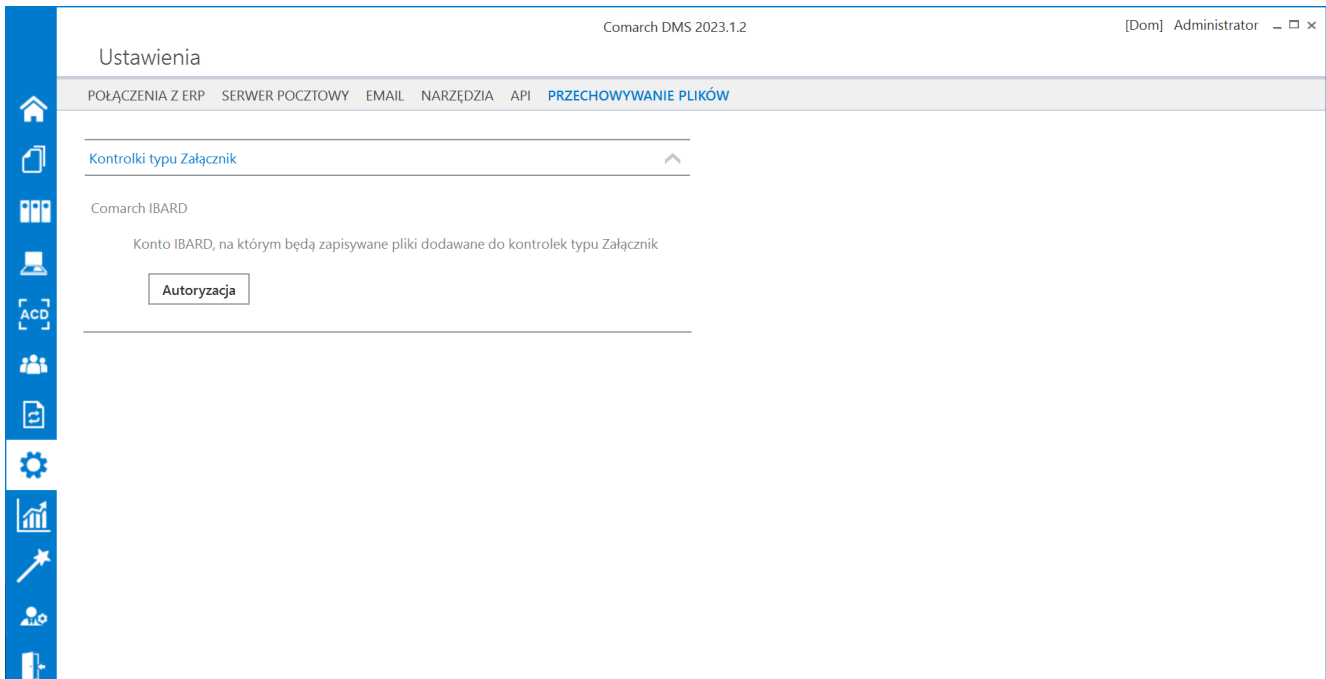 Comarch DMS 2023.1.2
[Dom] Administrator
Ustawienia
POŁĄCZENIA Z ERP SERWER POCZTOWY EMAIL NARZĘDZIA API PRZECHOWYWANIE PLIKÓW
Kontrolki typu Załącznik
Comarch IBARD
Konto IBARD, na którym będą zapisywane pliki dodawane do kontrolek typu Załącznik
Autoryzacja
ACD